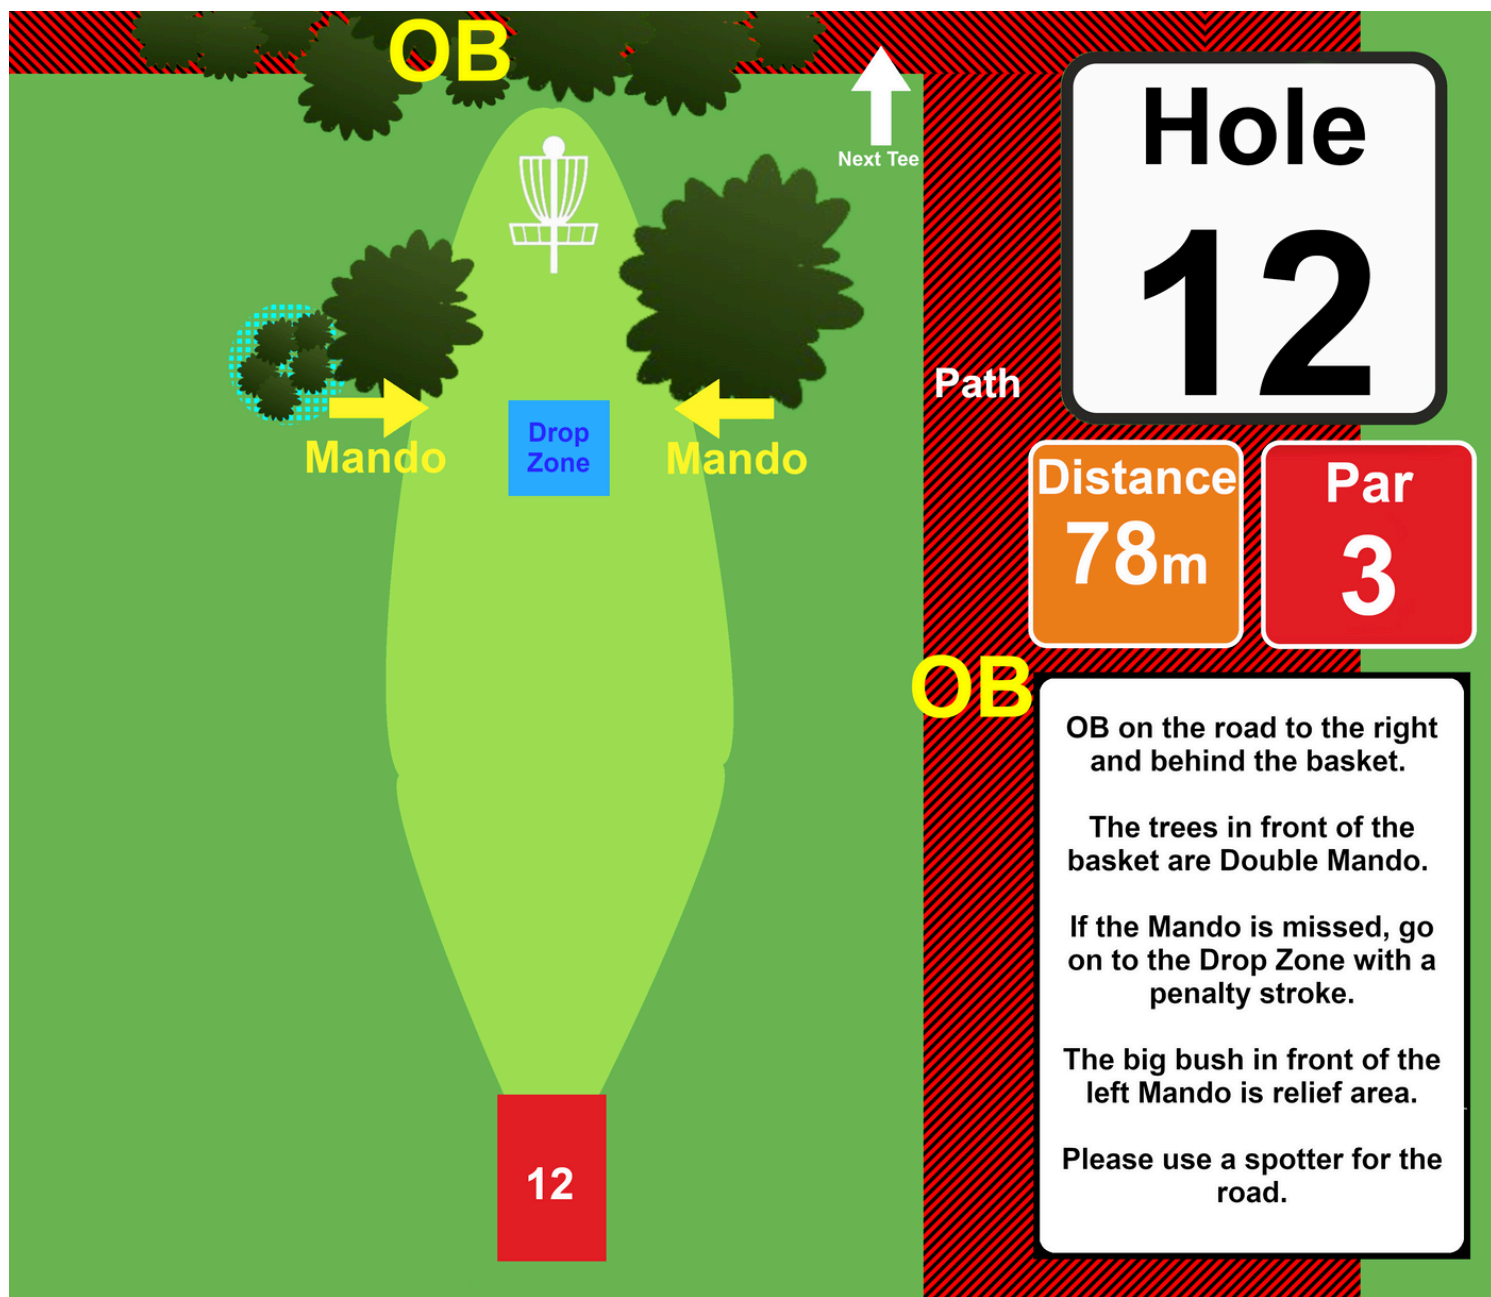 OB
Next Tee
Hole
12
Path
Mando
Drop
Zone
Mando
Distance
78m
Par
3
OB
OB on the road to the right
and behind the basket.
The trees in front of the
basket are Double Mando.
If the Mando is missed, go
on to the Drop Zone with a
penalty stroke.
The big bush in front of the
left Mando is relief area.
Please use a spotter for the
road.
12